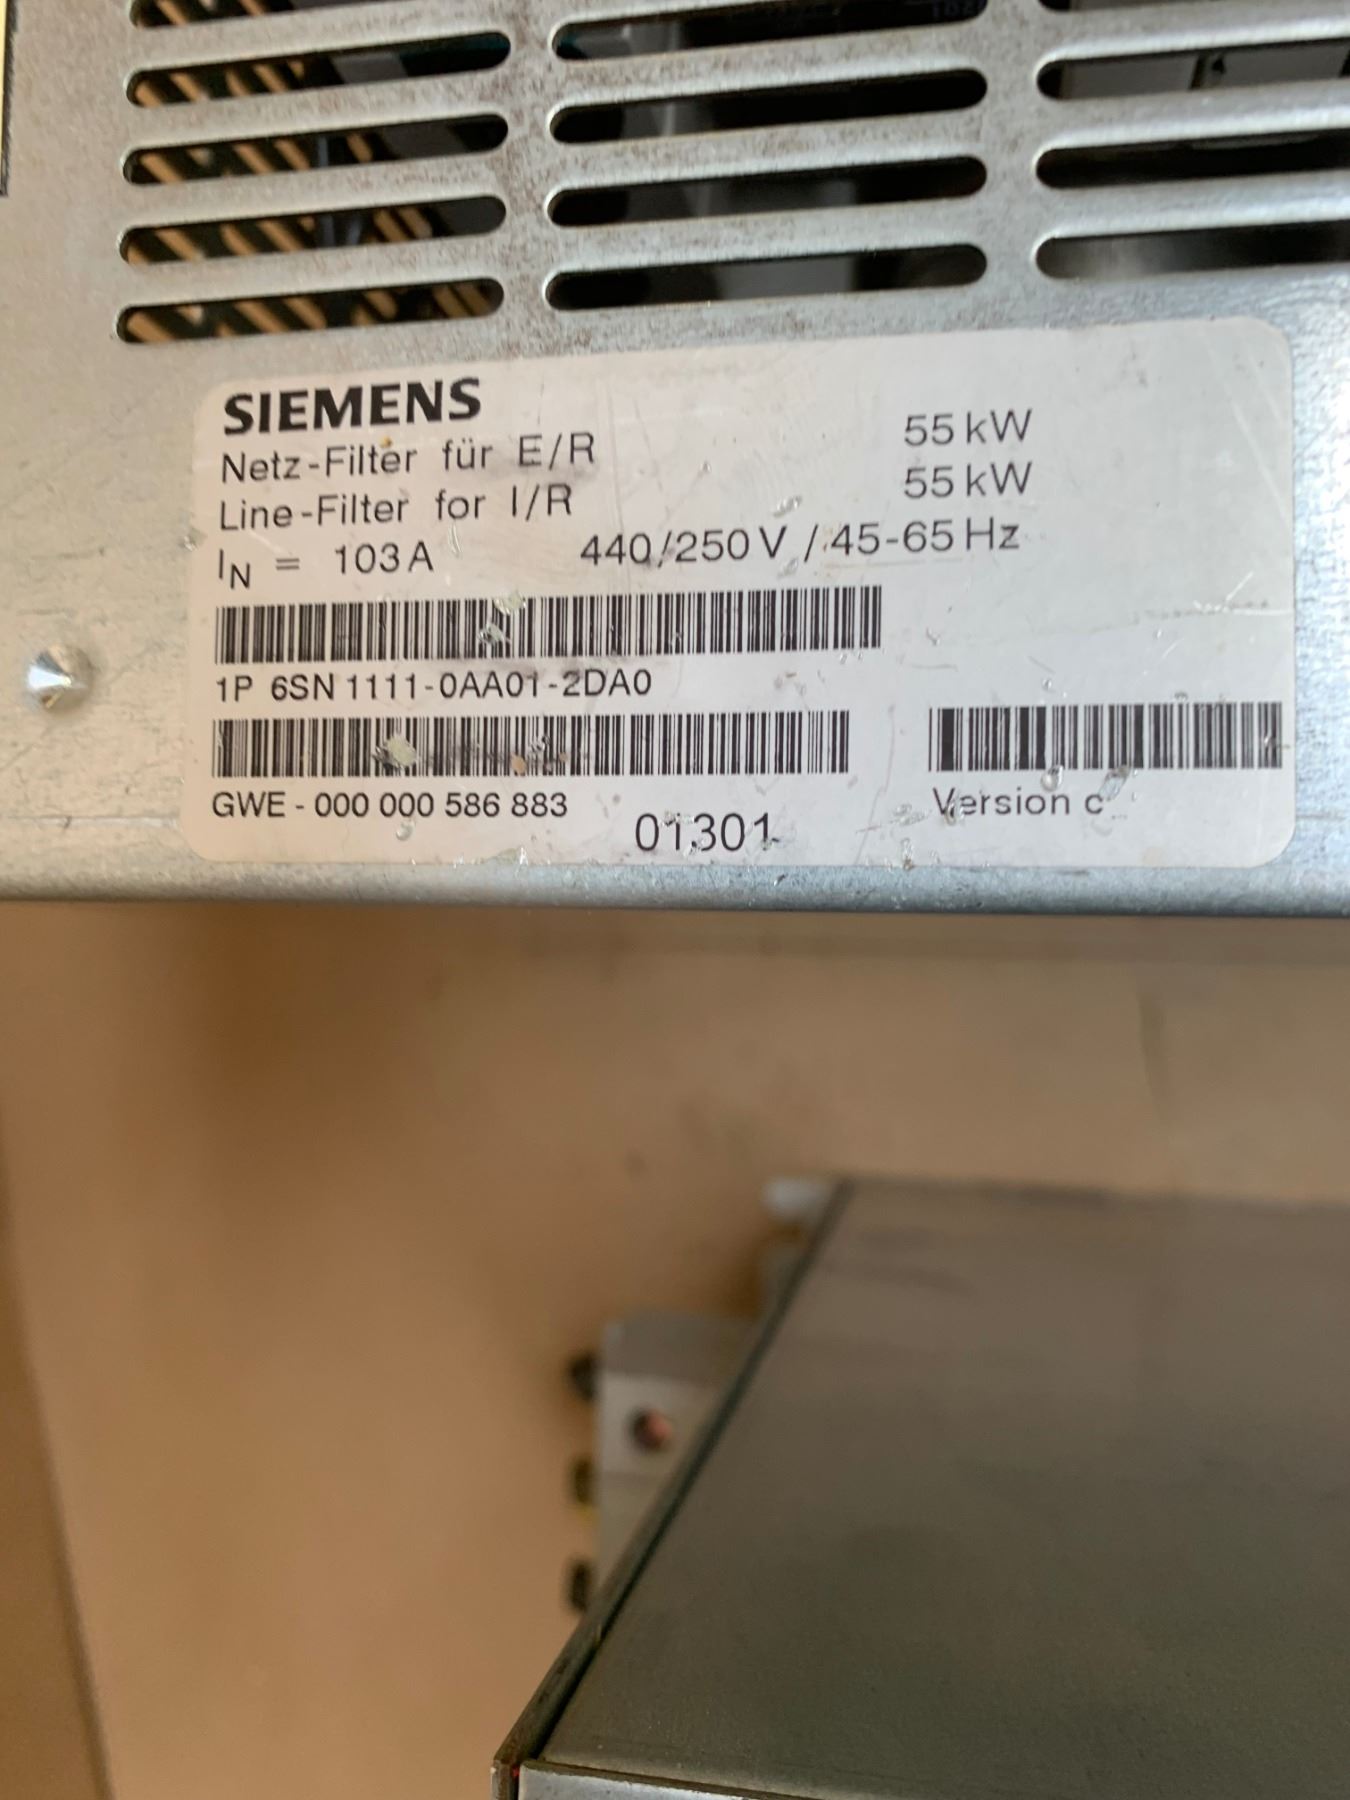 SIEMENS
Netz-Filter für E/R 55 kW
Line-Filter for I/R 55 kW
IN = 103 A 440/250 V / 45-65 Hz
1P 6SN 1111-0AA01-2DA0
GWE - 000 000 586 883
01301
Version c